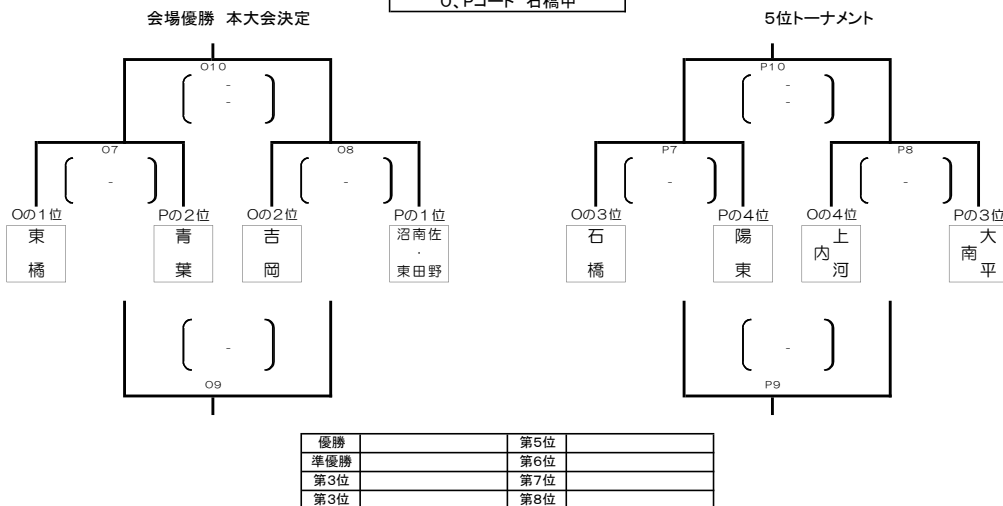 O、Pコート 石橋中
会場優勝 本大会決定
5位トーナメント
O10
P10
-
-
-
-
O7
O8
P7
P8
-
-
-
-
Oの1位
Pの2位
Oの2位
Pの1位
Oの3位
Pの4位
Oの4位
Pの3位
東橘
青葉
吉岡
佐野
南田
沼・東
石橋
陽東
上河
内
大平
南
-
-
O9
P9
優勝 第5位
準優勝 第6位
第3位 第7位
第3位 第8位